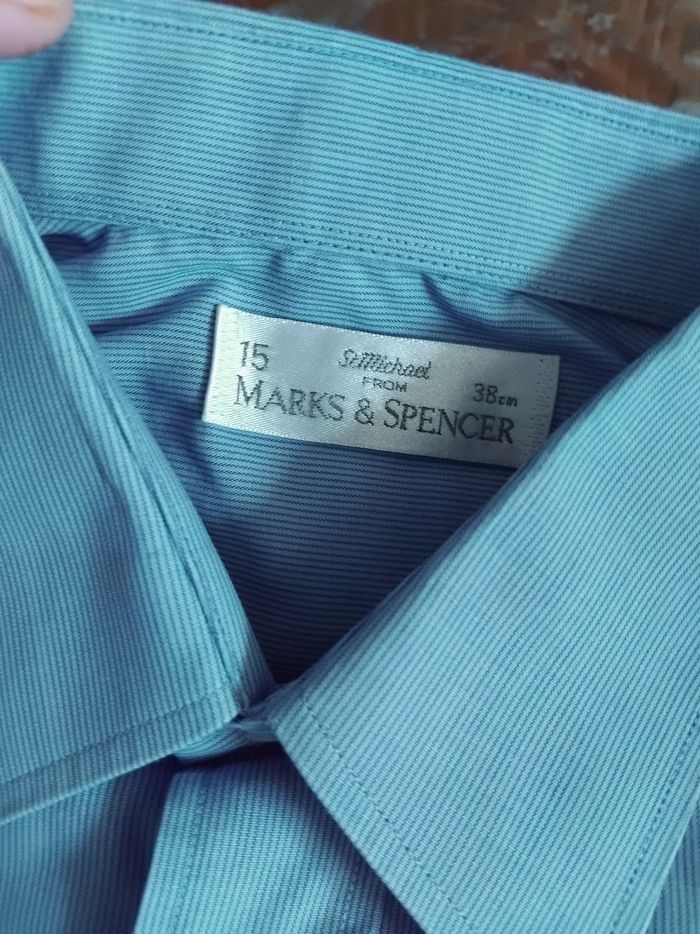 15 St Michael 38cm
FROM
MARKS & SPENCER